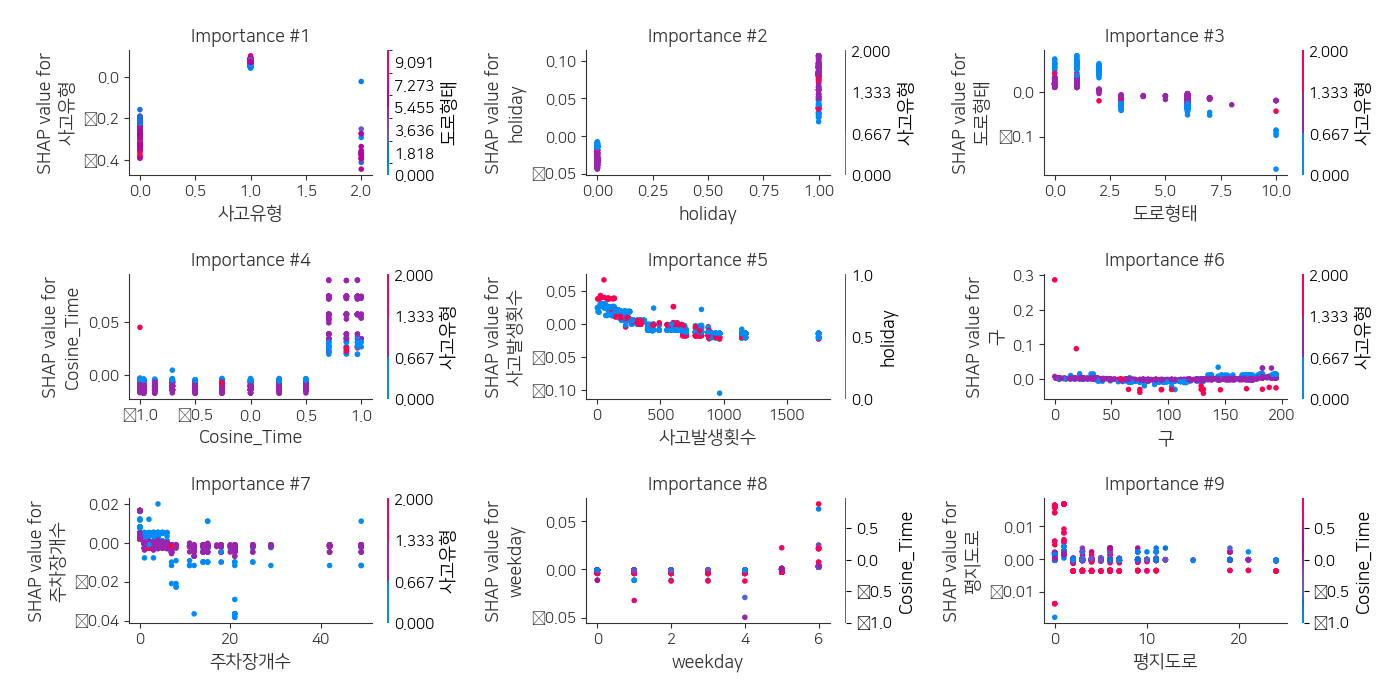 Importance #1
SHAP value for
사고유형
0.0
0.2
0.4
0.0 0.5 1.0 1.5 2.0
사고유형
9.091
7.273
5.455
3.636
1.818
0.000
도로형태
Importance #2
SHAP value for
holiday
0.10
0.05
0.00
0.05
0.00 0.25 0.50 0.75 1.00
holiday
2.000
1.333
0.667
0.000
사고유형
Importance #3
SHAP value for
도로형태
0.0
0.1
0.0 2.5 5.0 7.5 10.0
도로형태
2.000
1.333
0.667
0.000
사고유형
Importance #4
SHAP value for
Cosine_Time
0.05
0.00
1.0 0.5 0.0 0.5 1.0
Cosine_Time
2.000
1.333
0.667
0.000
사고유형
Importance #5
SHAP value for
사고발생횟수
0.05
0.00
0.05
0.10
0 500 1000 1500
사고발생횟수
1.0
0.5
0.0
holiday
Importance #6
SHAP value for
구
0.3
0.2
0.1
0.0
0 50 100 150 200
구
2.000
1.333
0.667
0.000
사고유형
Importance #7
SHAP value for
주차장개수
0.02
0.00
0.02
0.04
0 20 40
주차장개수
2.000
1.333
0.667
0.000
사고유형
Importance #8
SHAP value for
weekday
0.05
0.00
0.05
0 2 4 6
weekday
0.5
0.0
0.5
1.0
Cosine_Time
Importance #9
SHAP value for
평지도로
0.01
0.00
0.01
0 10 20
평지도로
0.5
0.0
0.5
1.0
Cosine_Time